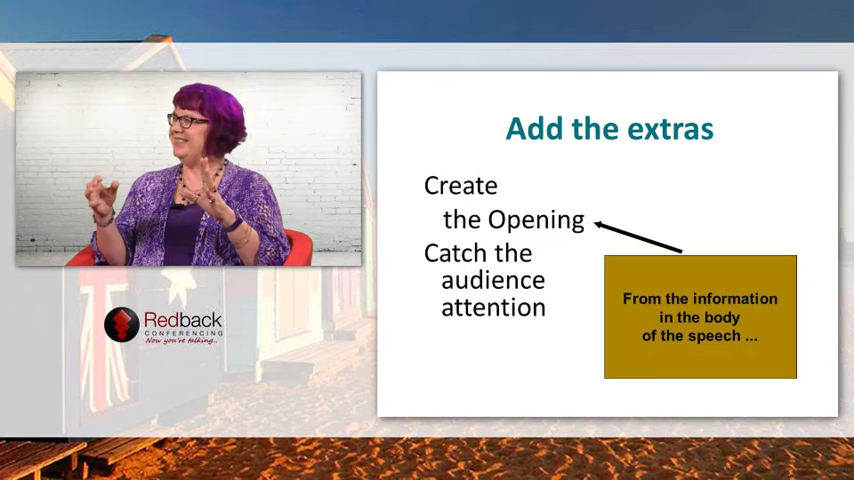 Add the extras
Create
the Opening
Catch the
audience
attention
From the information
in the body
of the speech ...
Redback
CONFERENCING
Now you're talking..